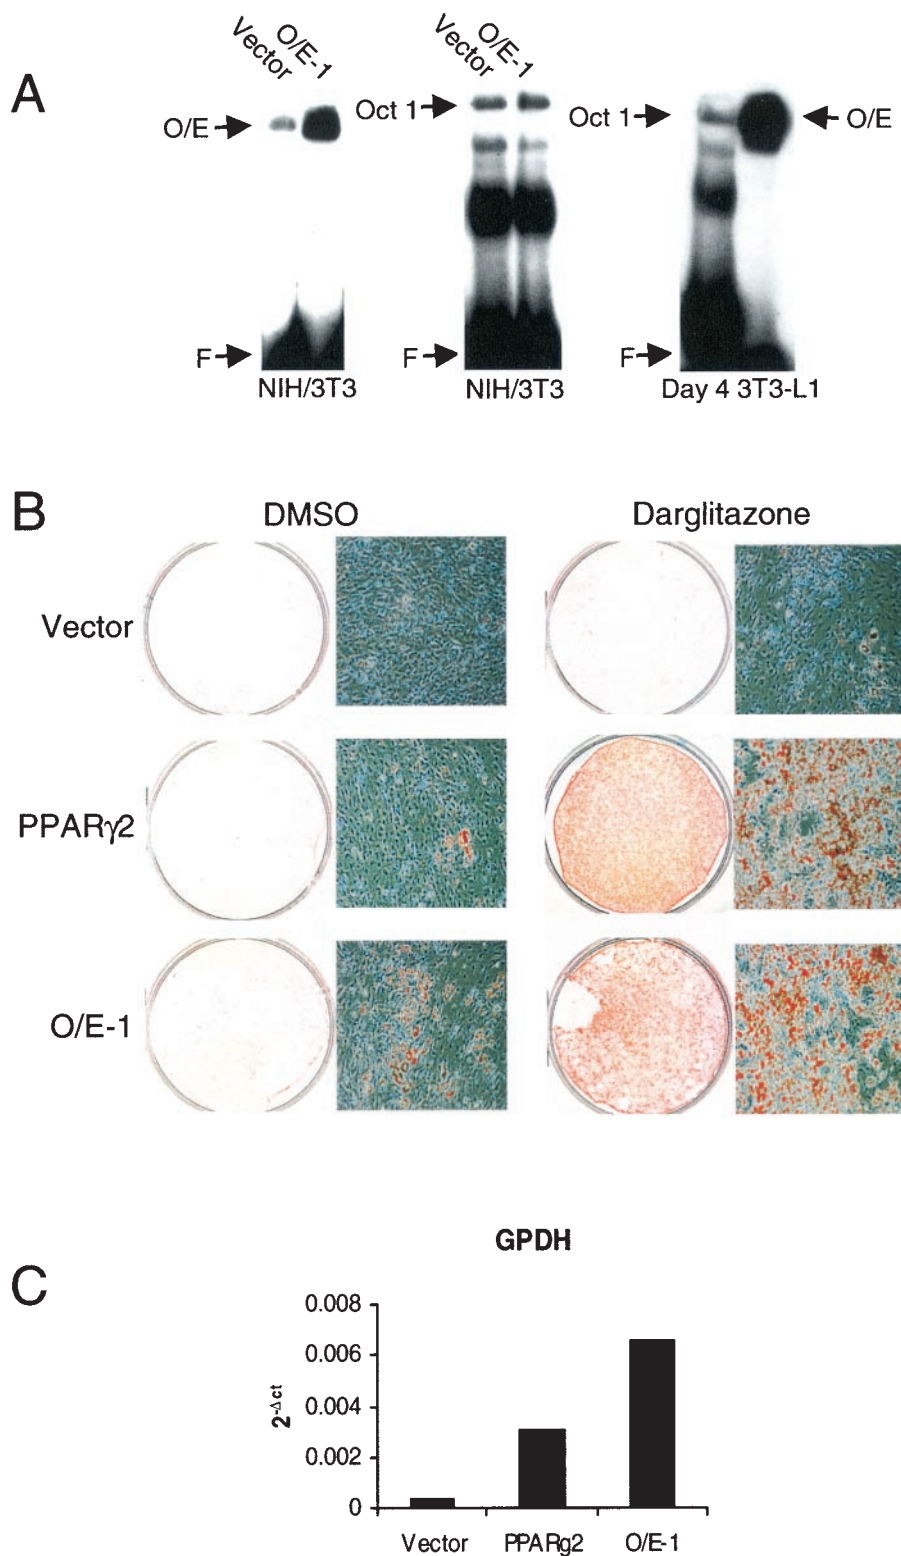 A
Vector
O/E-1
O/E
F
NIH/3T3
Vector
O/E-1
Oct 1
F
NIH/3T3
Oct 1
O/E
F
Day 4 3T3-L1
B
DMSO
Darglitazone
Vector
PPARγ2
O/E-1
C
GPDH
0.008
0.006
0.004
0.002
0
2^-Δct
Vector
PPARg2
O/E-1